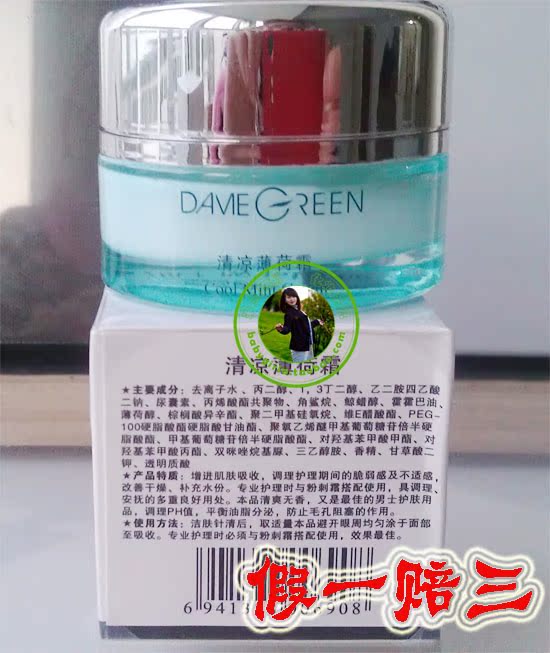 DAVIE GREEN
清凉薄荷霜
Cool Mint
清凉薄荷霜
★主要成分：去离子水、丙二醇、1，3丁二醇、乙二胺四乙酸
二钠、尿囊素、丙烯酸酯共聚物、角鲨烷、鲸蜡醇、霍霍巴油、
薄荷醇、棕榈酸异辛酯、聚二甲基硅氧烷、维E醋酸酯、PEG-
100硬脂酸酯硬脂酸甘油酯、聚氧乙烯醚甲基葡萄糖苷倍半硬
脂酸酯、甲基葡萄糖苷倍半硬脂酸酯、对羟基苯甲酸甲酯、对
羟基苯甲酸丙酯、双咪唑烷基脲、三乙醇胺、香精、甘草酸二
钾、透明质酸
★产品特质：增进肌肤吸收，调理护理期间的脆弱感及不适感，
改善干燥、补充水份。专业护理时与粉刺霜搭配使用，具调理、
安抚的多重良好用处。本品清爽无香，又是最佳的男士护肤用
品，调理PH值，平衡油脂分泌，防止毛孔阻塞的作用。
★使用方法：洁肤针清后，取适量本品避开眼周均匀涂于面部
至吸收。专业护理时必须与粉刺霜搭配使用，效果最佳。
假一赔三